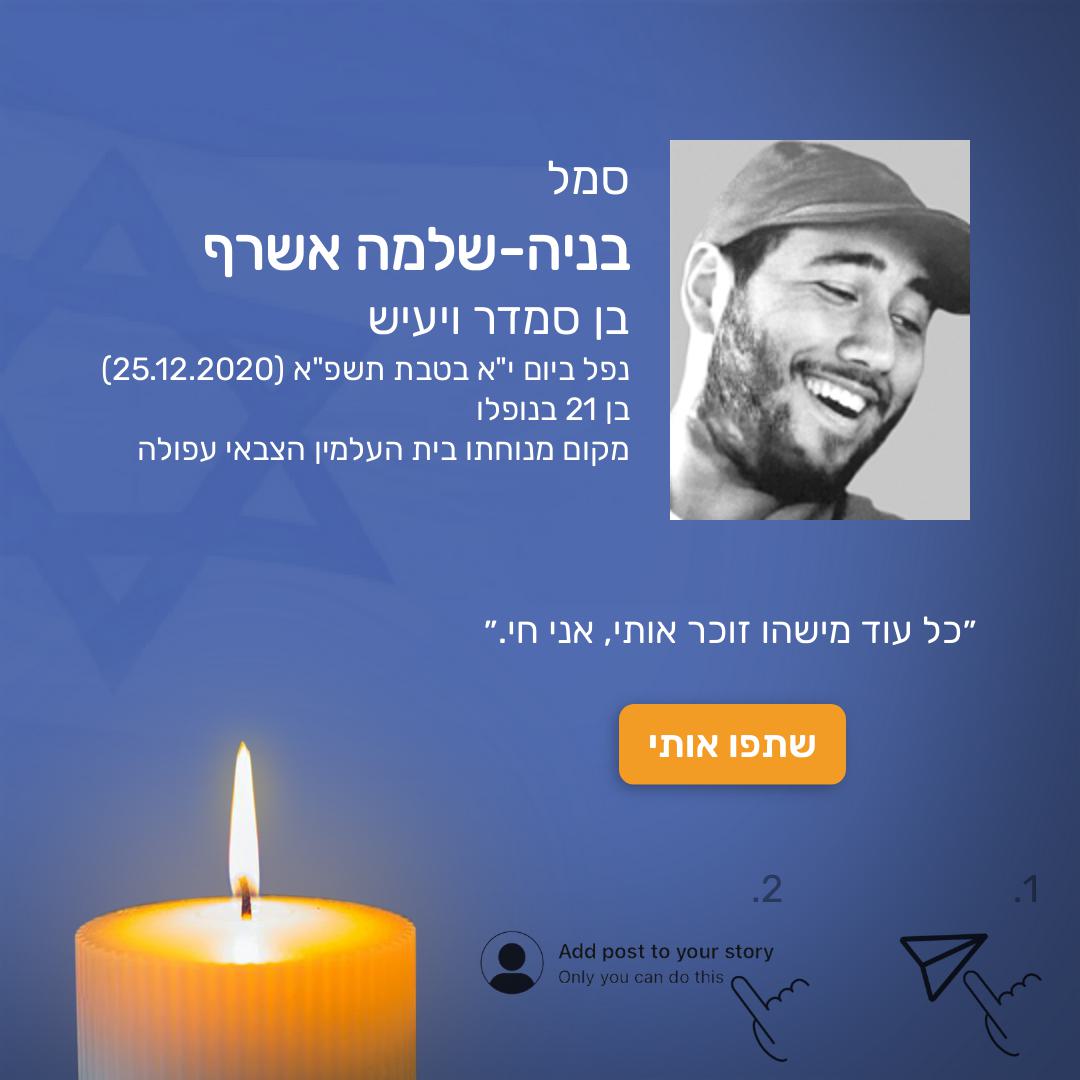 סמל
בניה-שלמה אשרף
בן סמדר ויעיש
נפל ביום י"א בטבת תשפ"א (25.12.2020)
בן 21 בנופלו
מקום מנוחתו בית העלמין הצבאי עפולה
״כל עוד מישהו זוכר אותי, אני חי.״
שתפו אותי
1.
2.
Add post to your story
Only you can do this